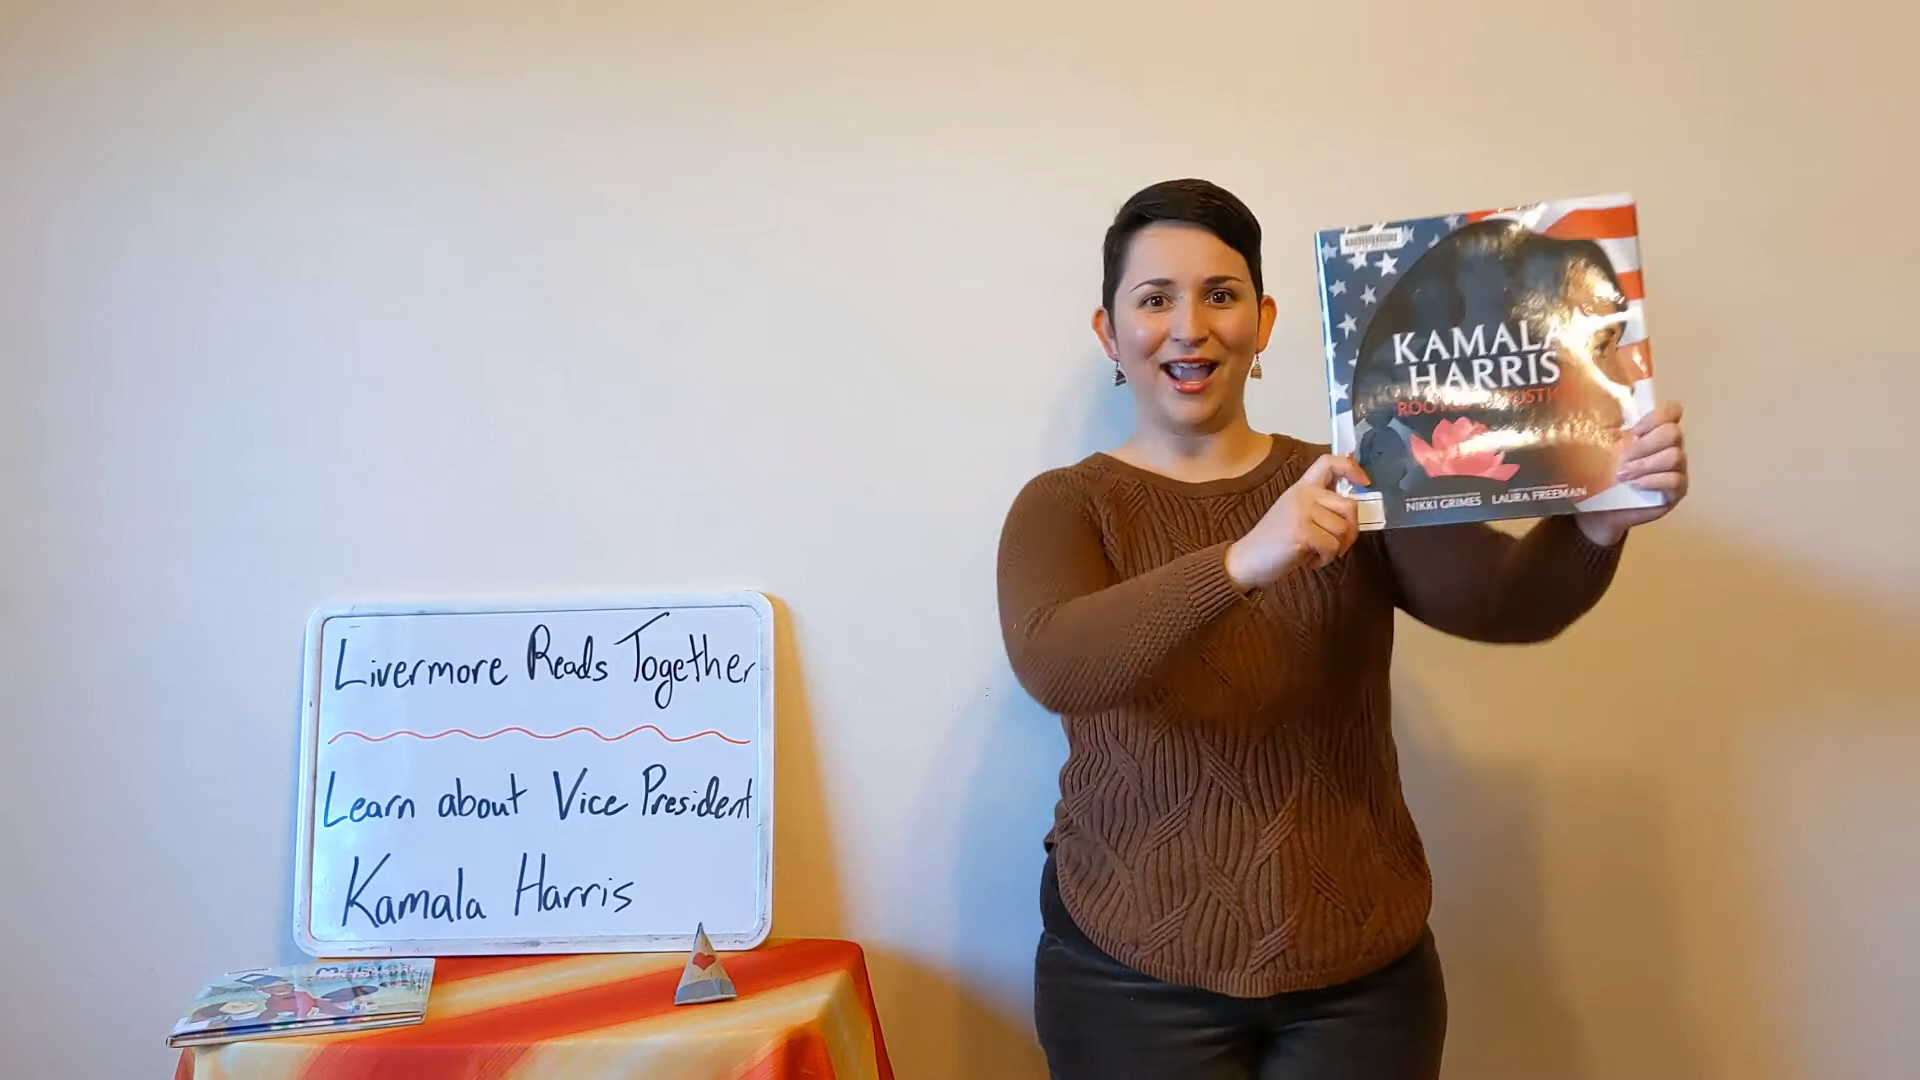 Livermore Reads Together
Learn about Vice President
Kamala Harris
KAMALA
HARRIS
NIKKI GRIMES LAURA FREEMAN